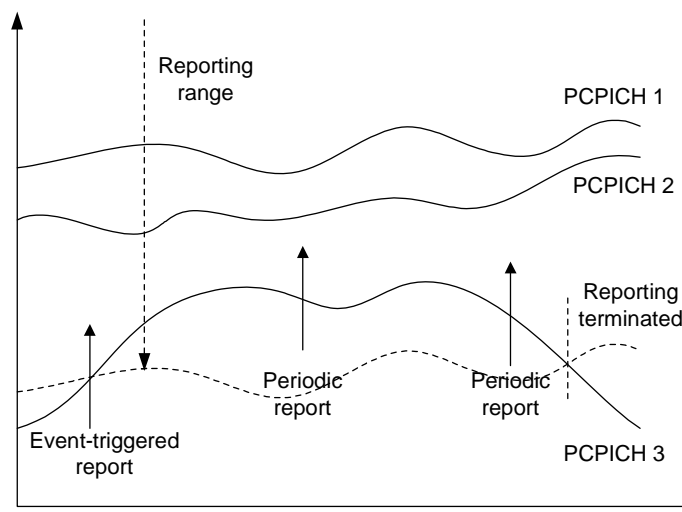 Reporting
range
PCPICH 1
PCPICH 2
Reporting
terminated
Periodic
report
Periodic
report
Event-triggered
report
PCPICH 3